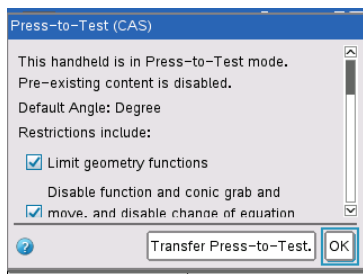 Press-to-Test (CAS)
This handheld is in Press-to-Test mode.
Pre-existing content is disabled.
Default Angle: Degree
Restrictions include:
Limit geometry functions
Disable function and conic grab and
move, and disable change of equation
Transfer Press-to-Test.
OK